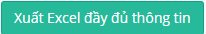 Xuất Excel đầy đủ thông tin